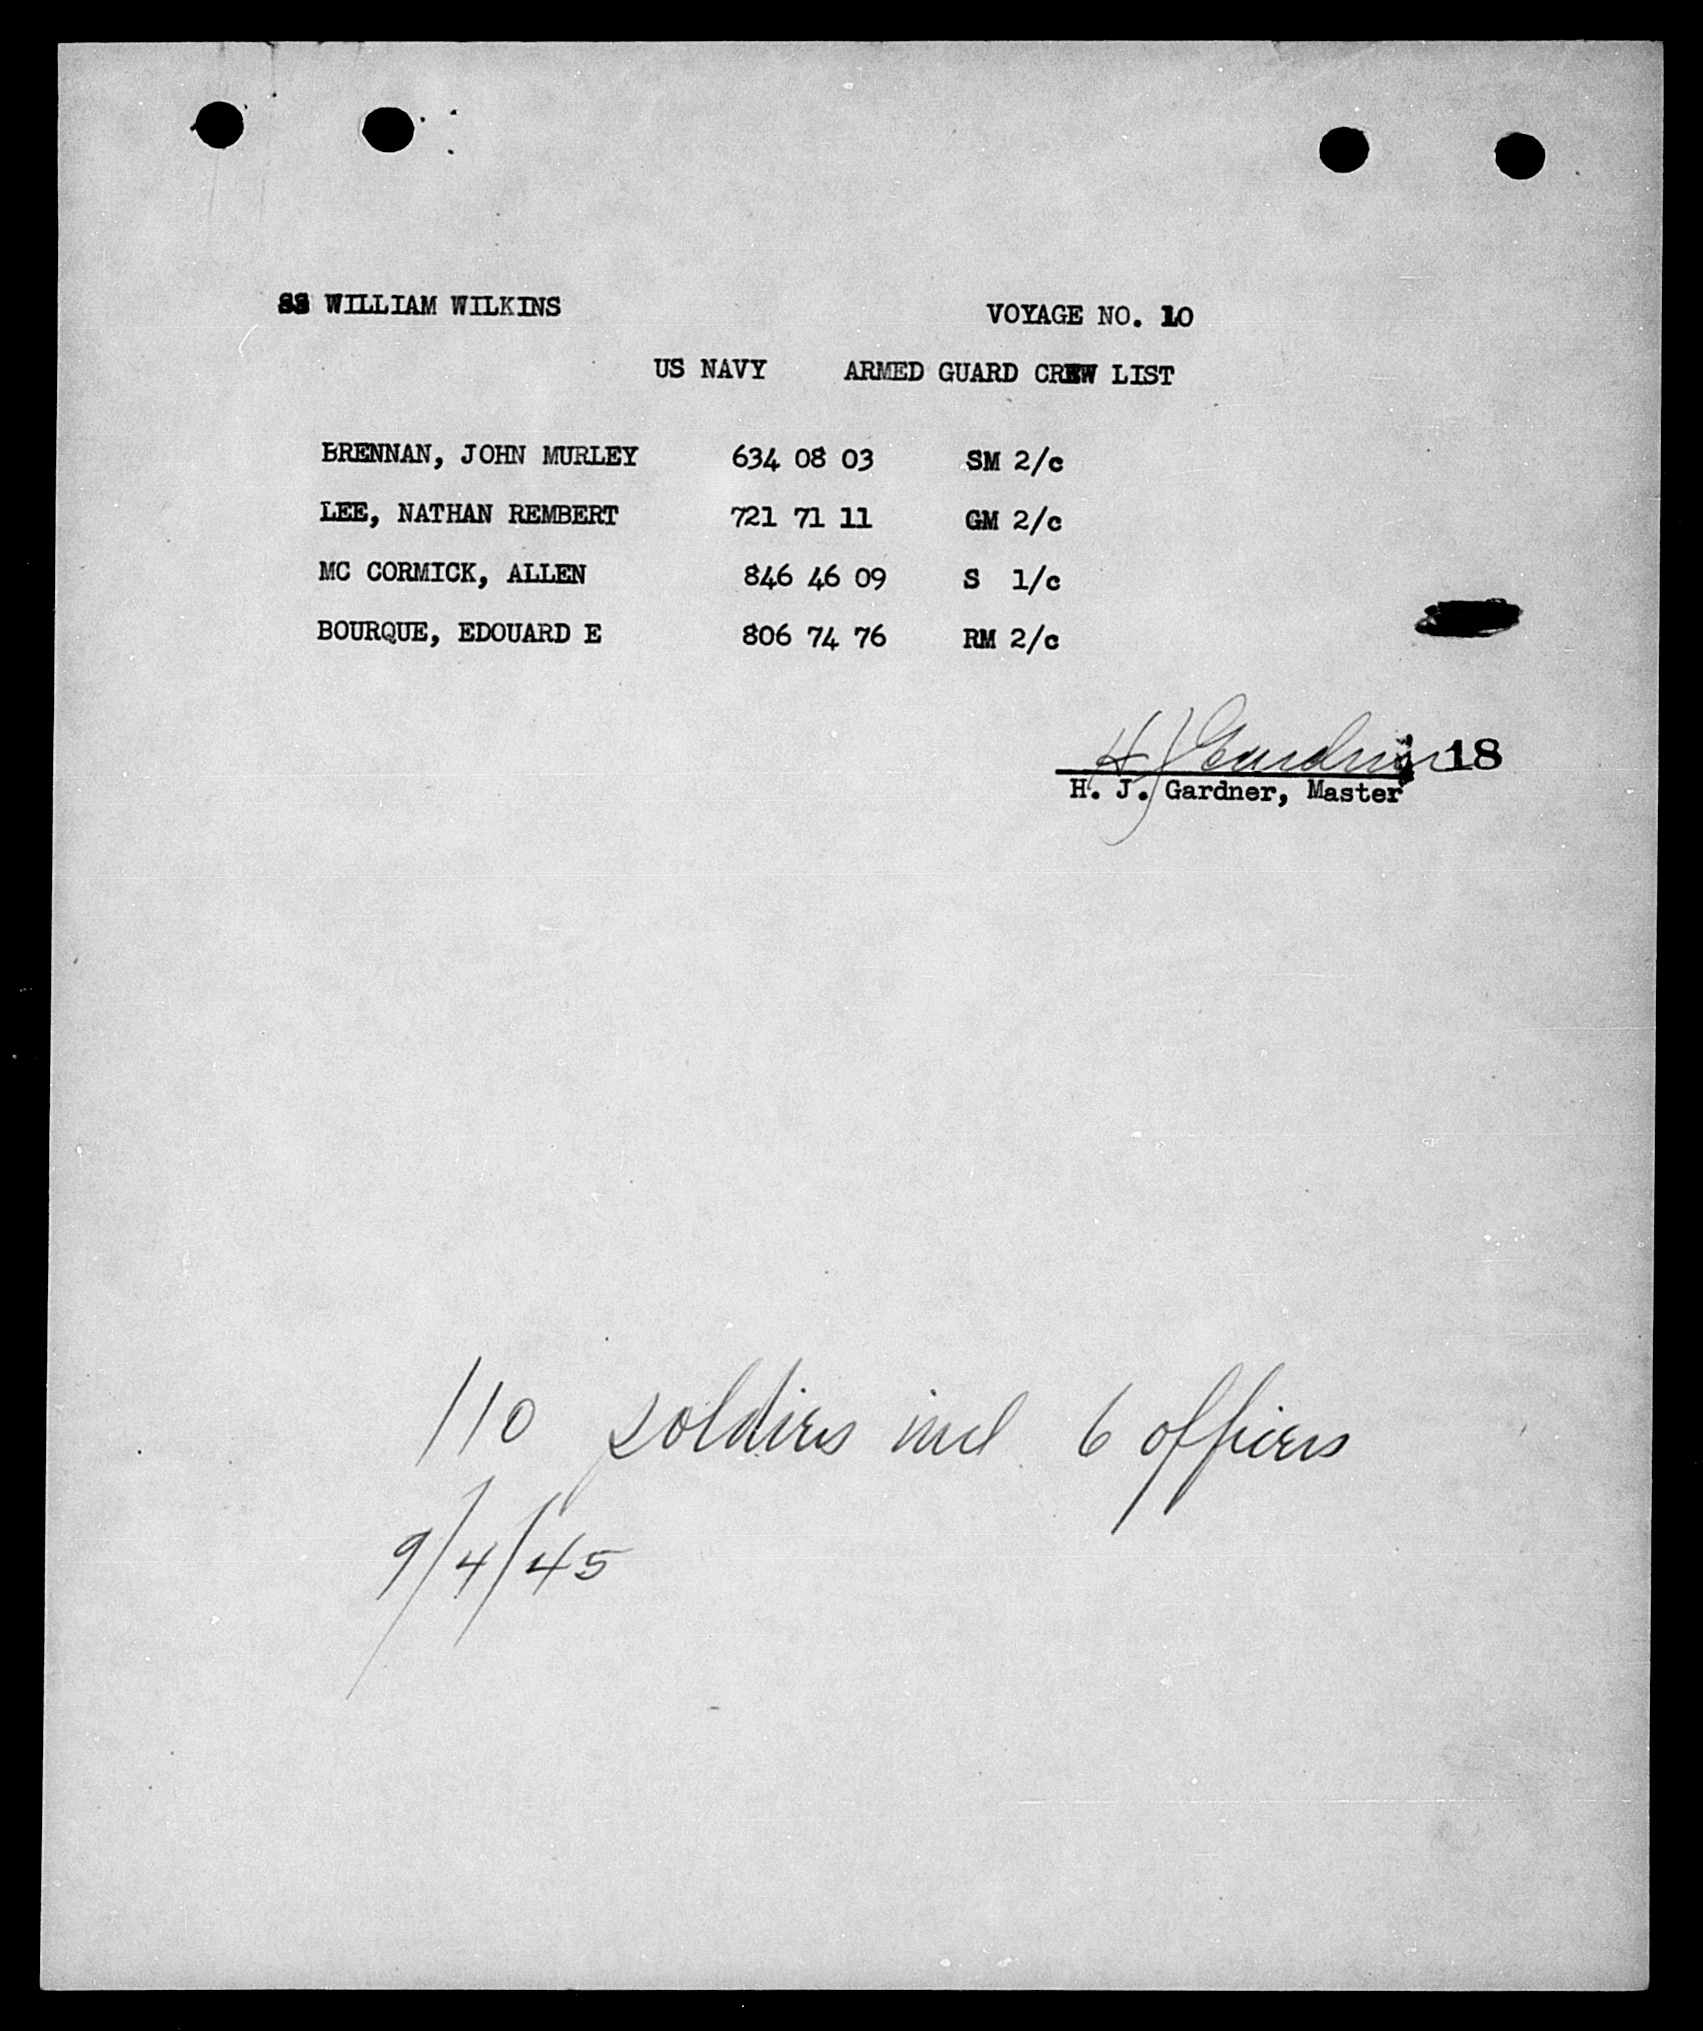 SS WILLIAM WILKINS VOYAGE NO. 10
US NAVY ARMED GUARD CREW LIST
BRENNAN, JOHN MURLEY 634 08 03 SM 2/c
LEE, NATHAN REMBERT 721 71 11 GM 2/c
MC CORMICK, ALLEN 846 46 09 S 1/c
BOURQUE, EDOUARD E 806 74 76 RM 2/c
H J Gardner 18
H. J. Gardner, Master
110 soldiers incl 6 officers
9/4/45